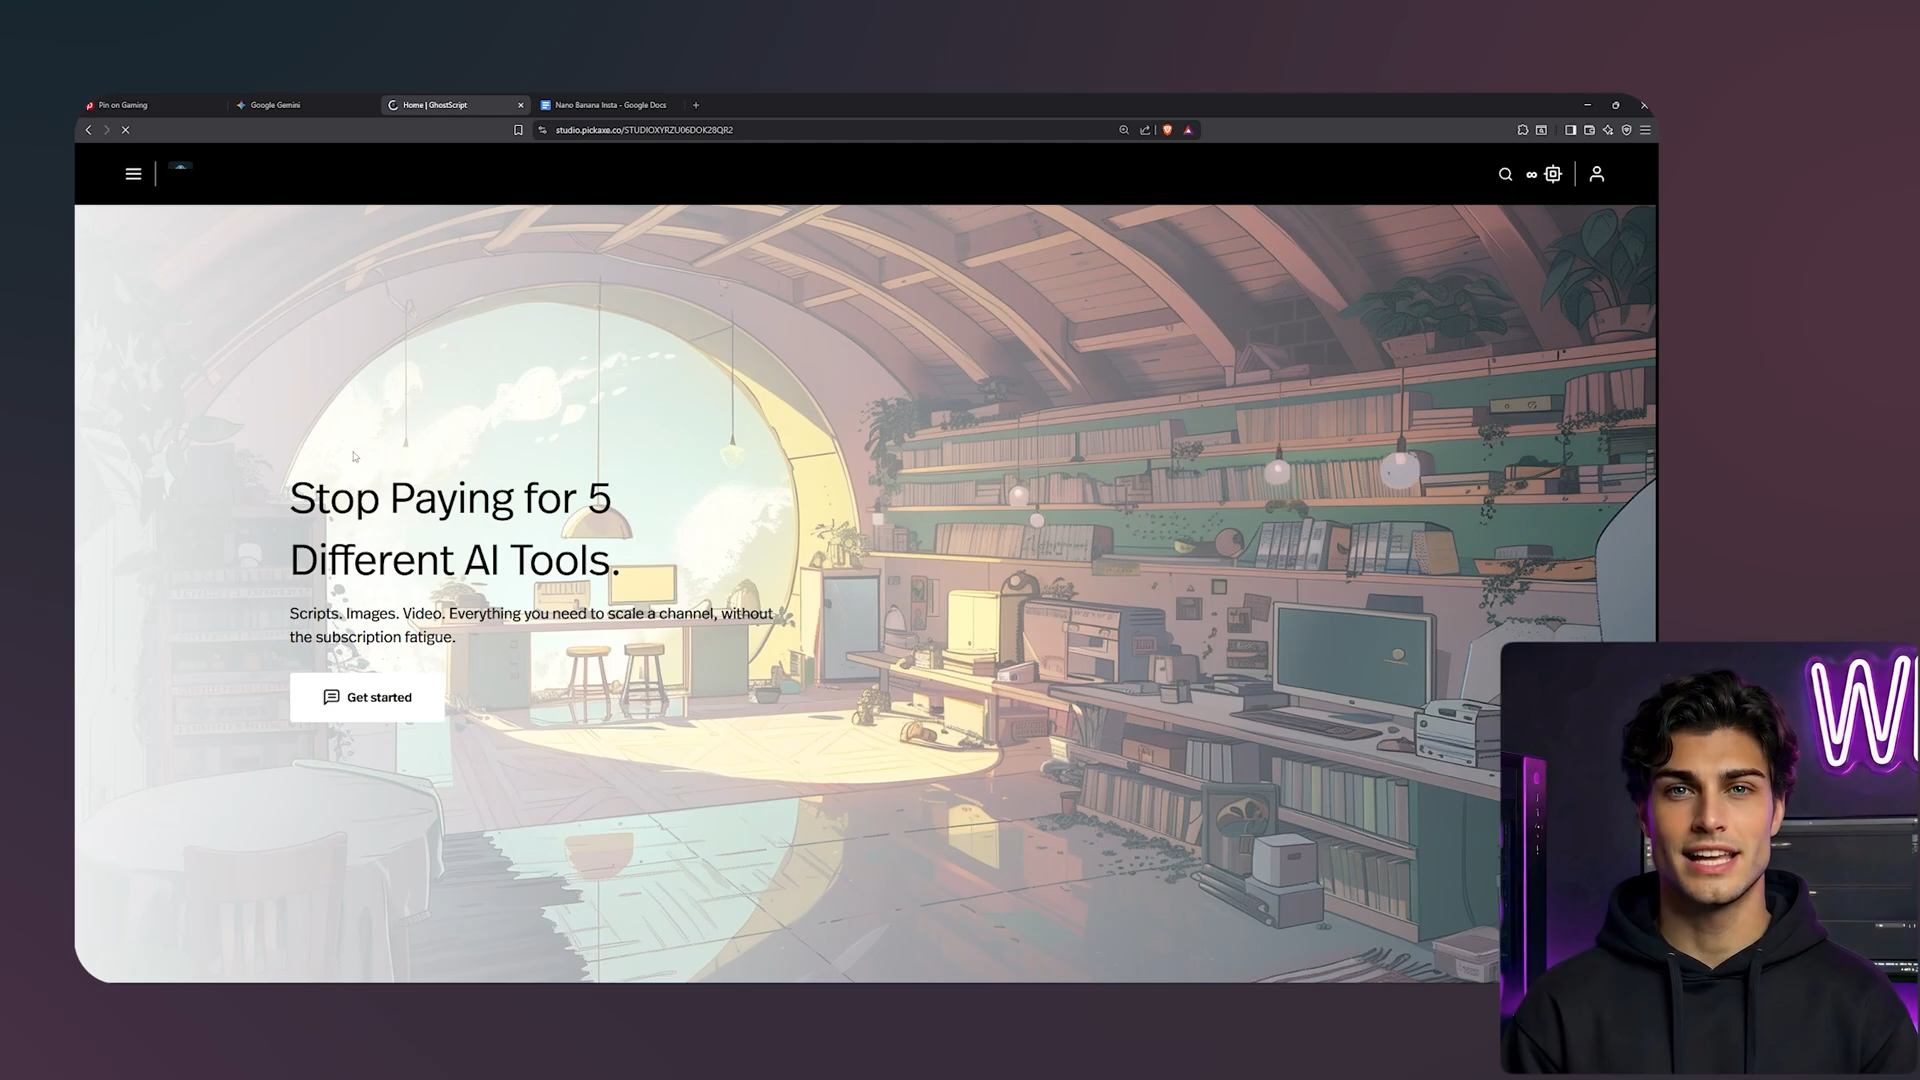 Pin on Gaming
Google Gemini
Home | GhostScript
Nano Banana Insta - Google Docs
studio.pickaxe.co/STUDIOXYRZU06DOK28QR2
Stop Paying for 5
Different AI Tools.
Scripts. Images. Video. Everything you need to scale a channel, without
the subscription fatigue.
Get started
W